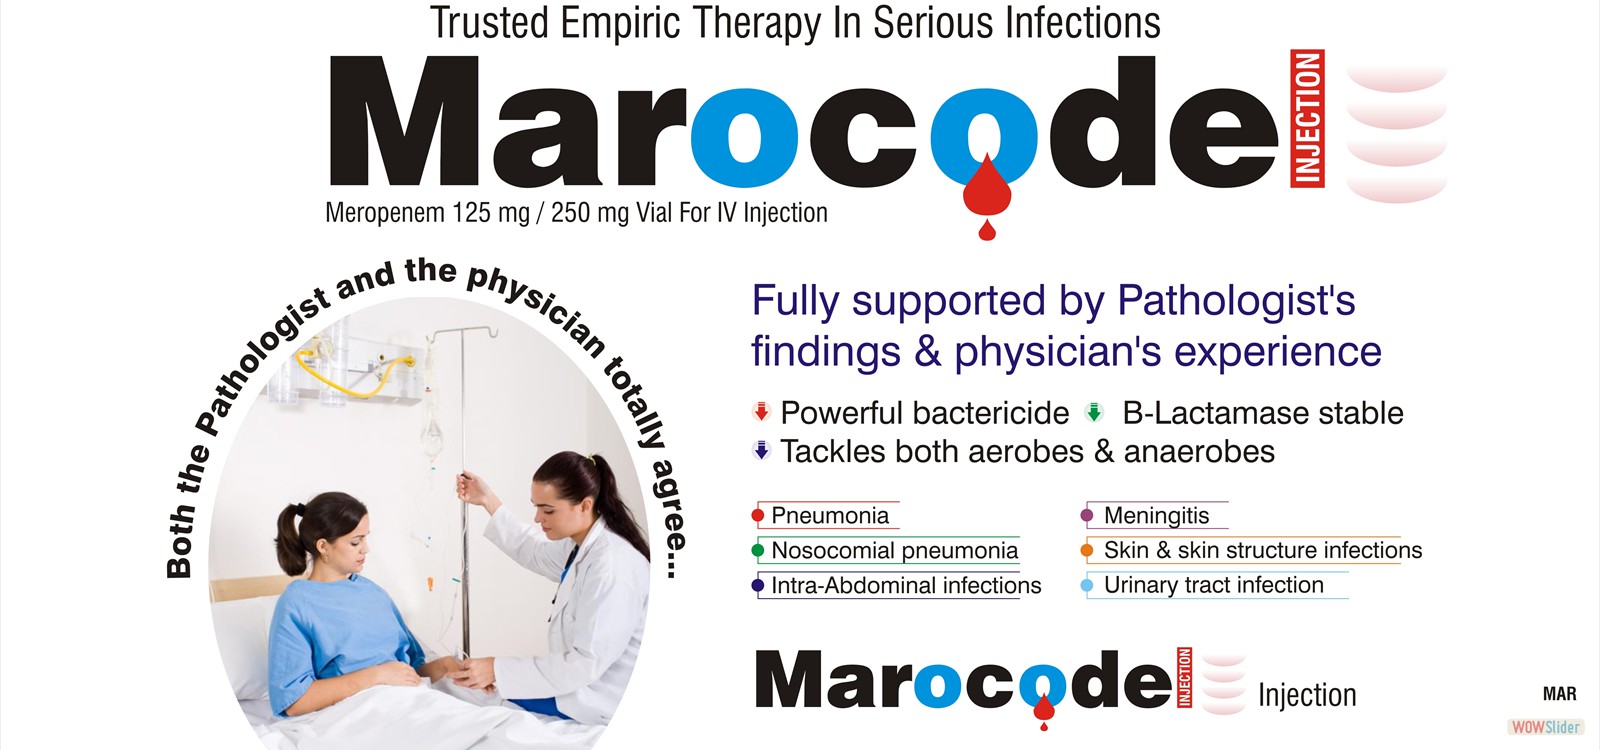 Trusted Empiric Therapy In Serious Infections
Marocode INJECTION
Meropenem 125 mg / 250 mg Vial For IV Injection
Both the Pathologist and the physician totally agree...
Fully supported by Pathologist's
findings & physician's experience
Powerful bactericide B-Lactamase stable
Tackles both aerobes & anaerobes
Pneumonia Meningitis
Nosocomial pneumonia Skin & skin structure infections
Intra-Abdominal infections Urinary tract infection
Marocode INJECTION Injection
MAR
WOWSlider